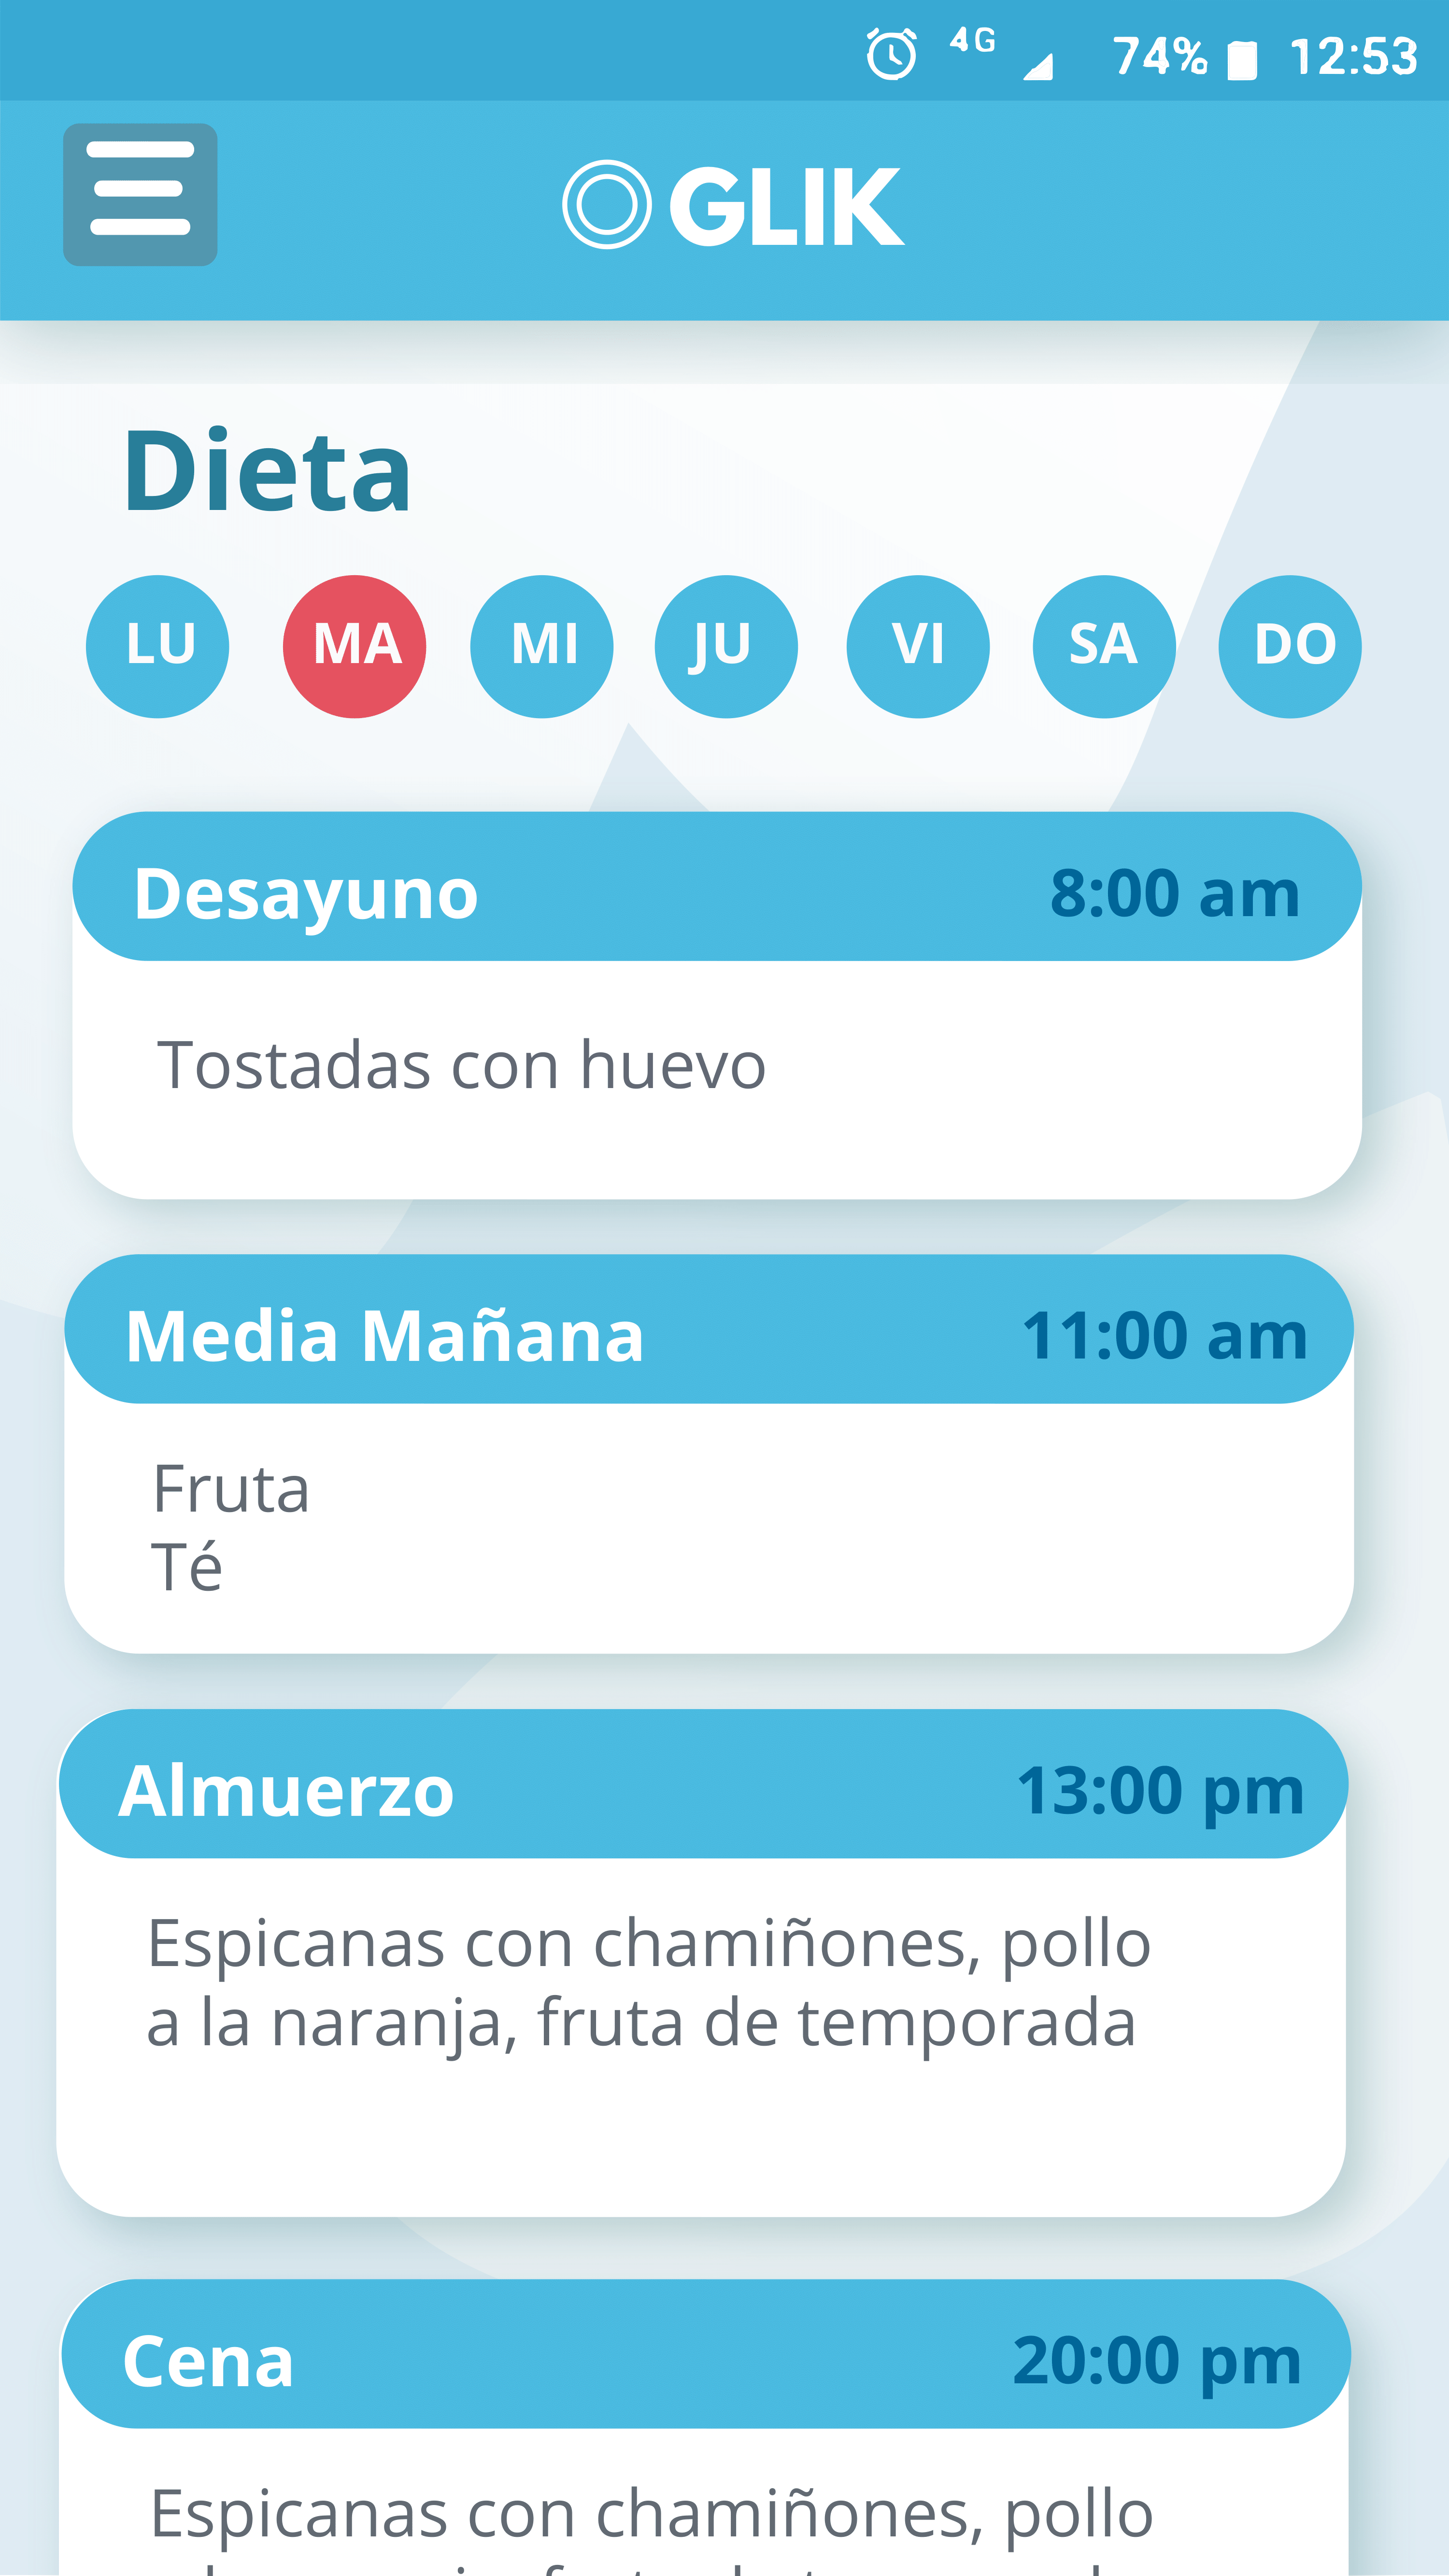 4G 74% 12:53
GLIK
Dieta
LU MA MI JU VI SA DO
Desayuno 8:00 am
Tostadas con huevo
Media Mañana 11:00 am
Fruta
Té
Almuerzo 13:00 pm
Espicanas con chamiñones, pollo
a la naranja, fruta de temporada
Cena 20:00 pm
Espicanas con chamiñones, pollo